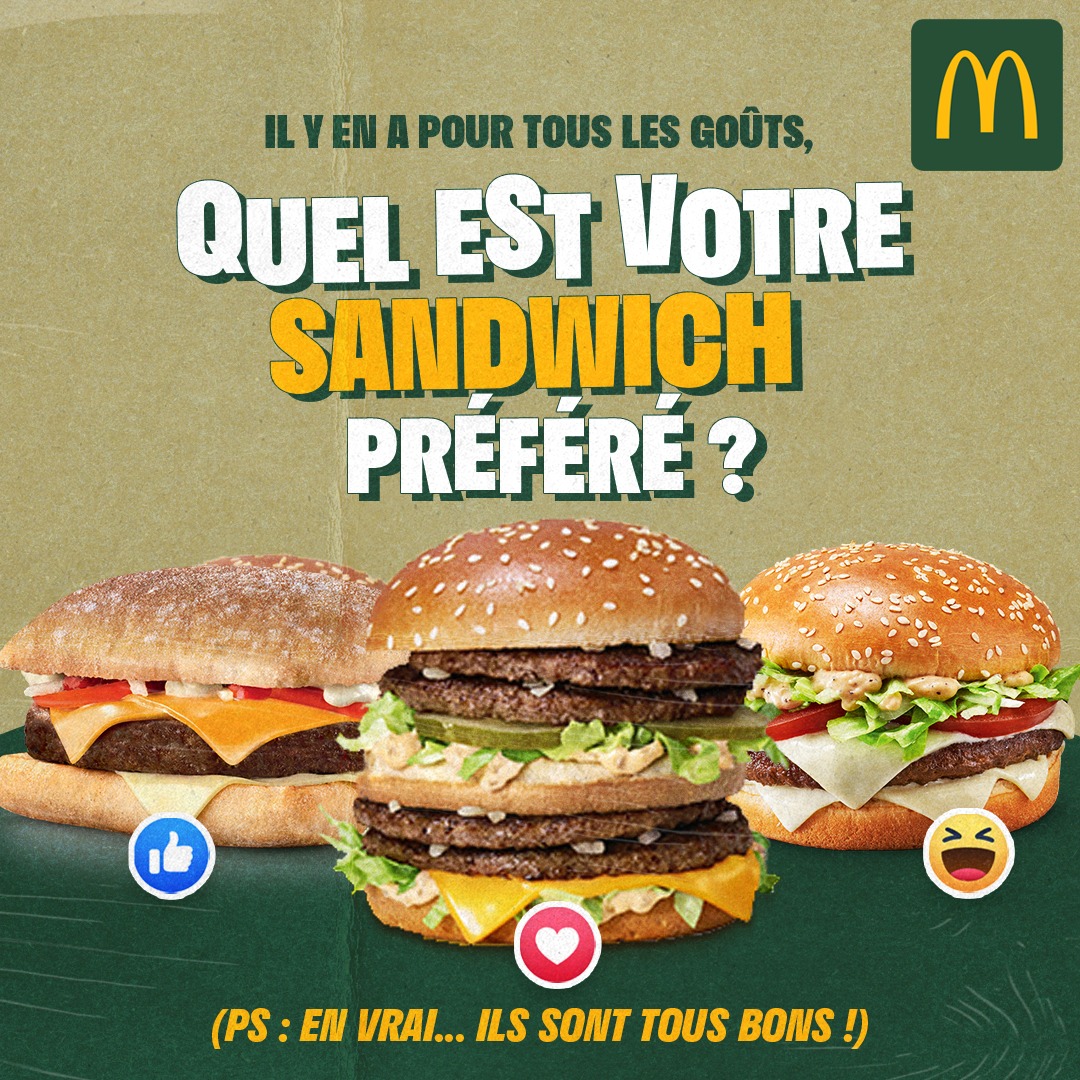 IL Y EN A POUR TOUS LES GOÛTS,
QUEL EST VOTRE
SANDWICH
PRÉFÉRÉ ?
(PS : EN VRAI... ILS SONT TOUS BONS !)